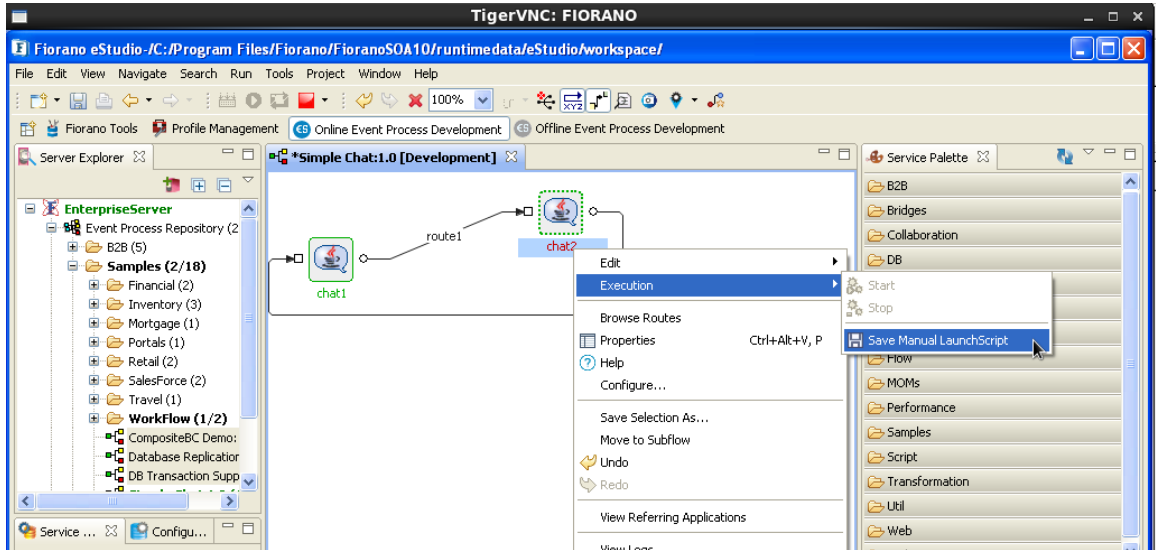 TigerVNC: FIORANO
Fiorano eStudio-/C:/Program Files/Fiorano/FioranoSOA10/runtimedata/eStudio/workspace/
File Edit View Navigate Search Run Tools Project Window Help
100%
Fiorano Tools Profile Management Online Event Process Development Offline Event Process Development
Server Explorer
EnterpriseServer
Event Process Repository (2
B2B (5)
Samples (2/18)
Financial (2)
Inventory (3)
Mortgage (1)
Portals (1)
Retail (2)
SalesForce (2)
Travel (1)
WorkFlow (1/2)
CompositeBC Demo:
Database Replication
DB Transaction Supp
Service ... Configu...
*Simple Chat:1.0 [Development]
route1
chat2
chat1
Edit
Execution
Browse Routes
Properties Ctrl+Alt+V, P
Help
Configure...
Save Selection As...
Move to Subflow
Undo
Redo
View Referring Applications
View Logs
Start
Stop
Save Manual LaunchScript
Service Palette
B2B
Bridges
Collaboration
DB
Flow
MOMs
Performance
Samples
Script
Transformation
Util
Web